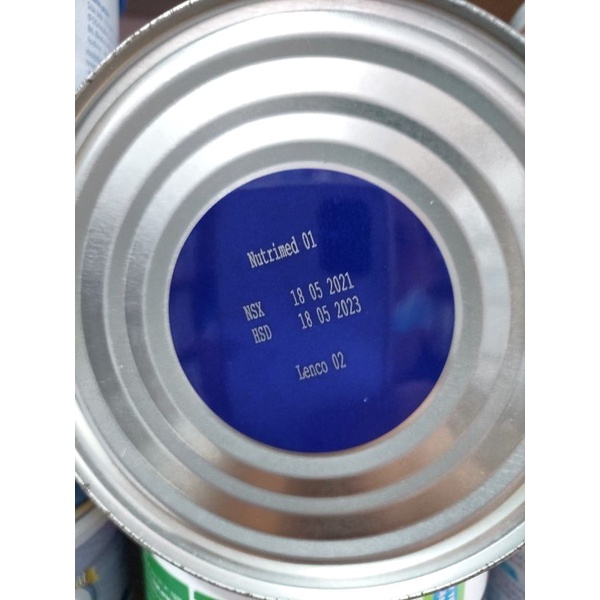 Nutrimed 01
NSX 18 05 2021
HSD 18 05 2023
Lenco 02